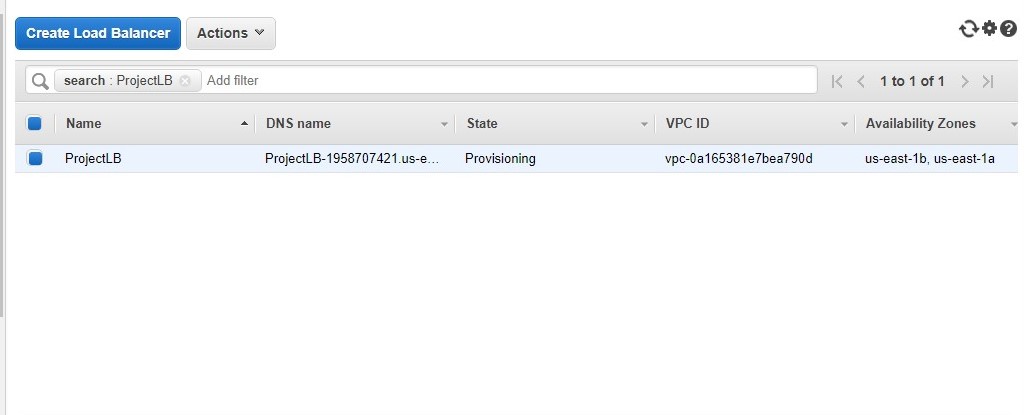 Create Load Balancer Actions
search : ProjectLB Add filter 1 to 1 of 1
Name DNS name State VPC ID Availability Zones
ProjectLB ProjectLB-1958707421.us-e... Provisioning vpc-0a165381e7bea790d us-east-1b, us-east-1a